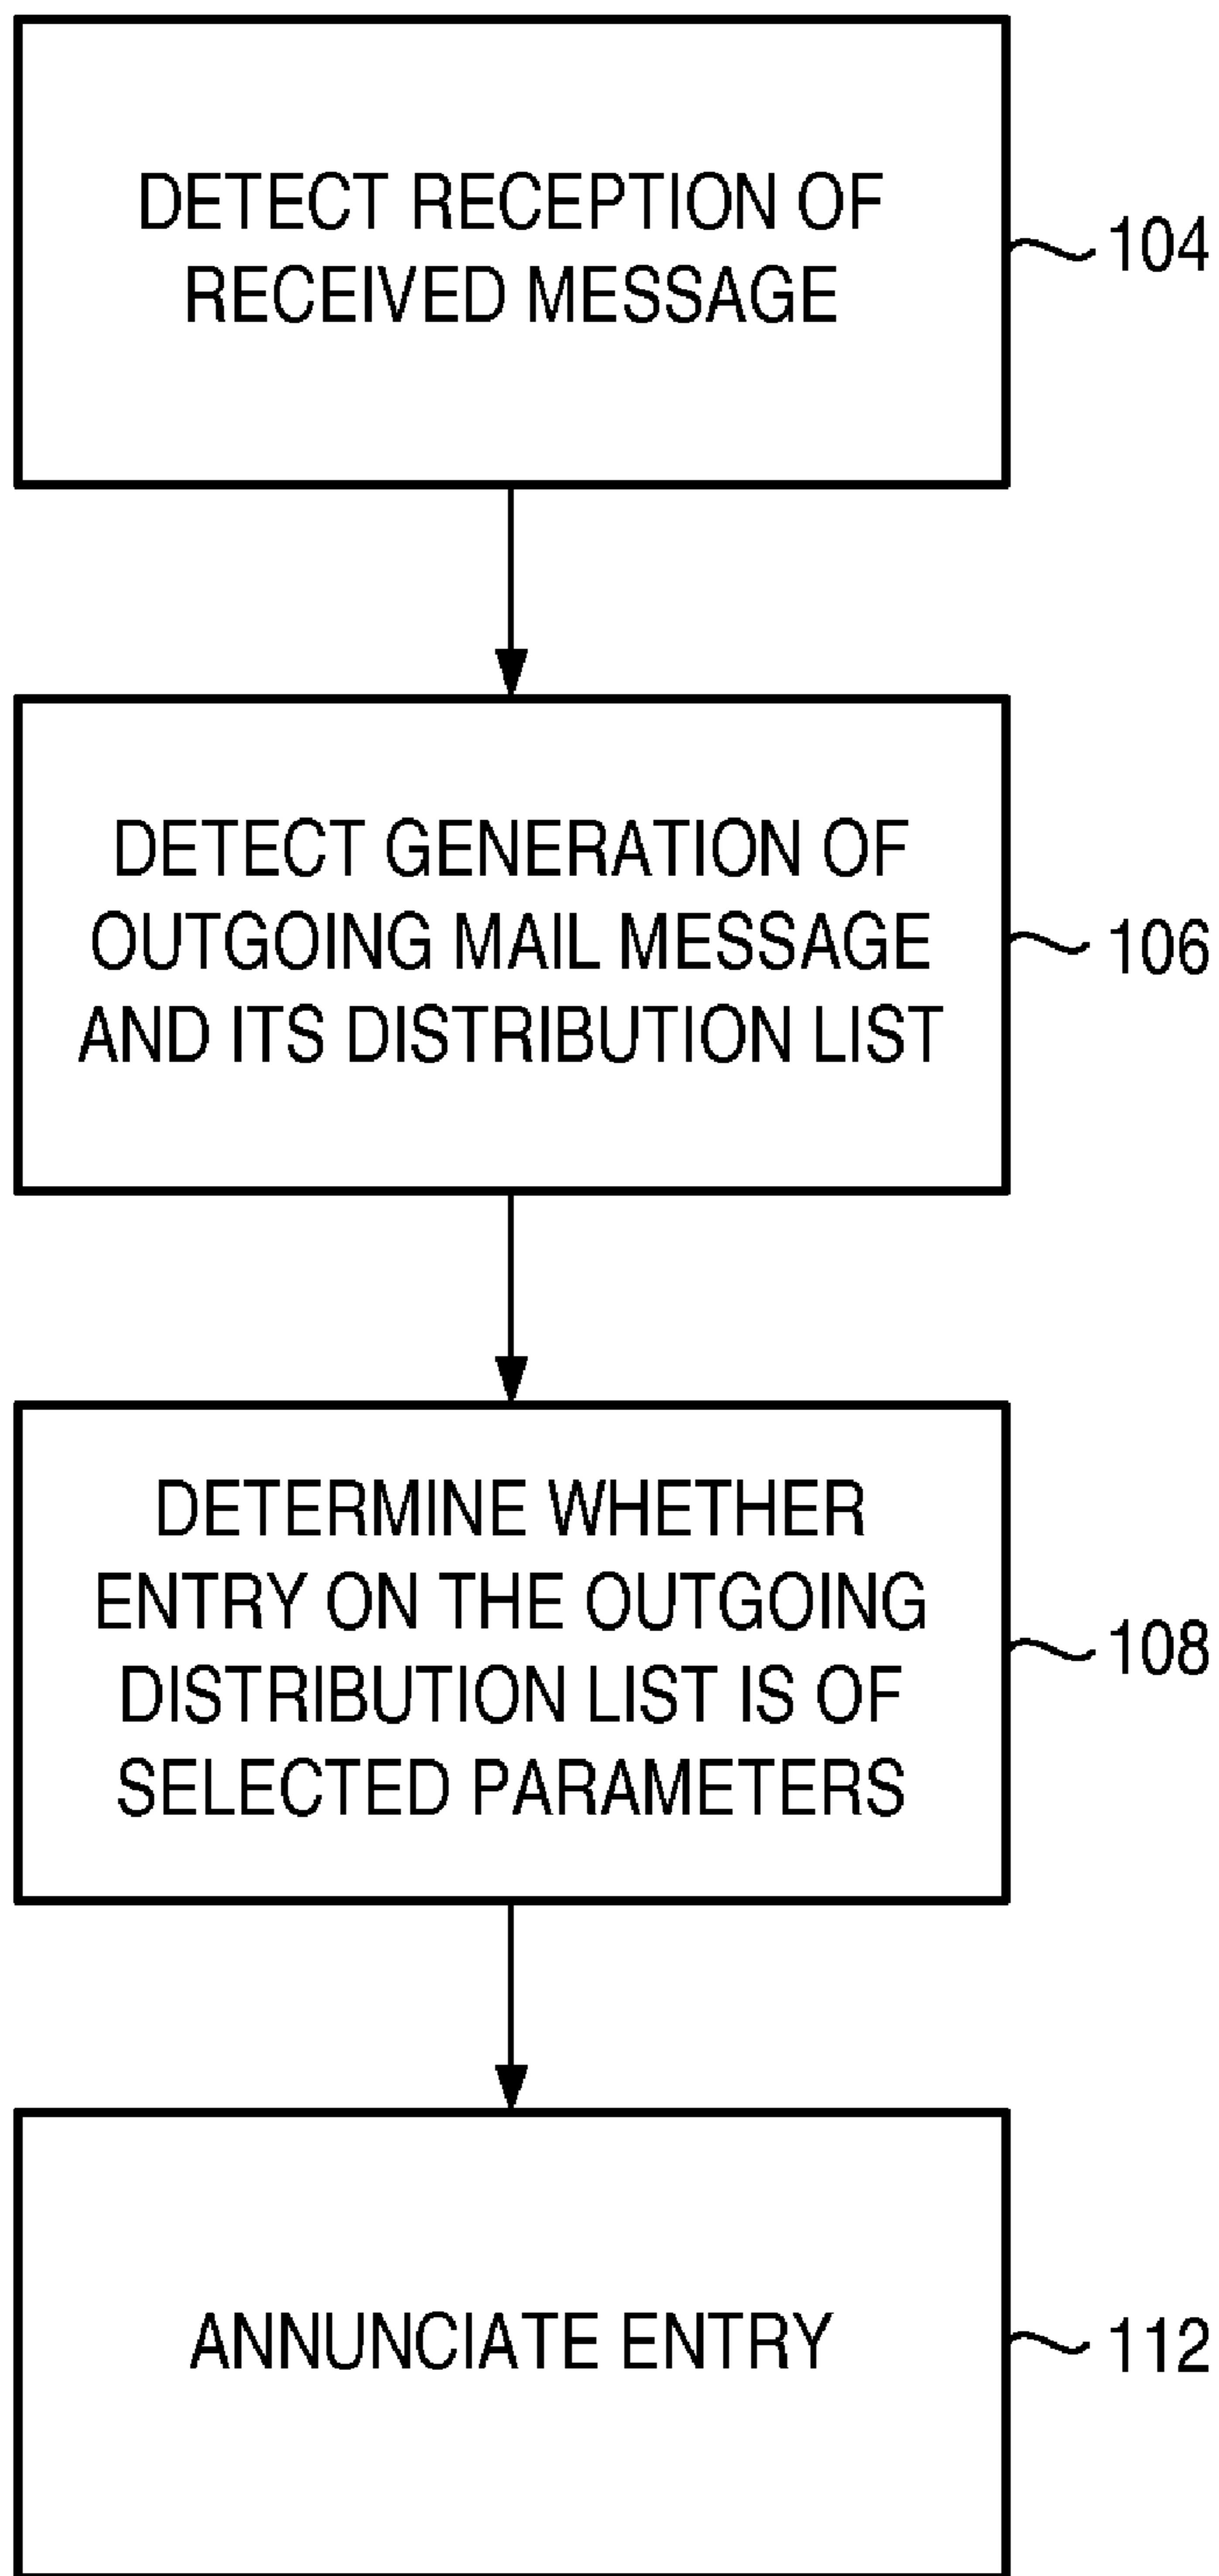 DETECT RECEPTION OF
RECEIVED MESSAGE
104
DETECT GENERATION OF
OUTGOING MAIL MESSAGE
AND ITS DISTRIBUTION LIST
106
DETERMINE WHETHER
ENTRY ON THE OUTGOING
DISTRIBUTION LIST IS OF
SELECTED PARAMETERS
108
ANNUNCIATE ENTRY
112